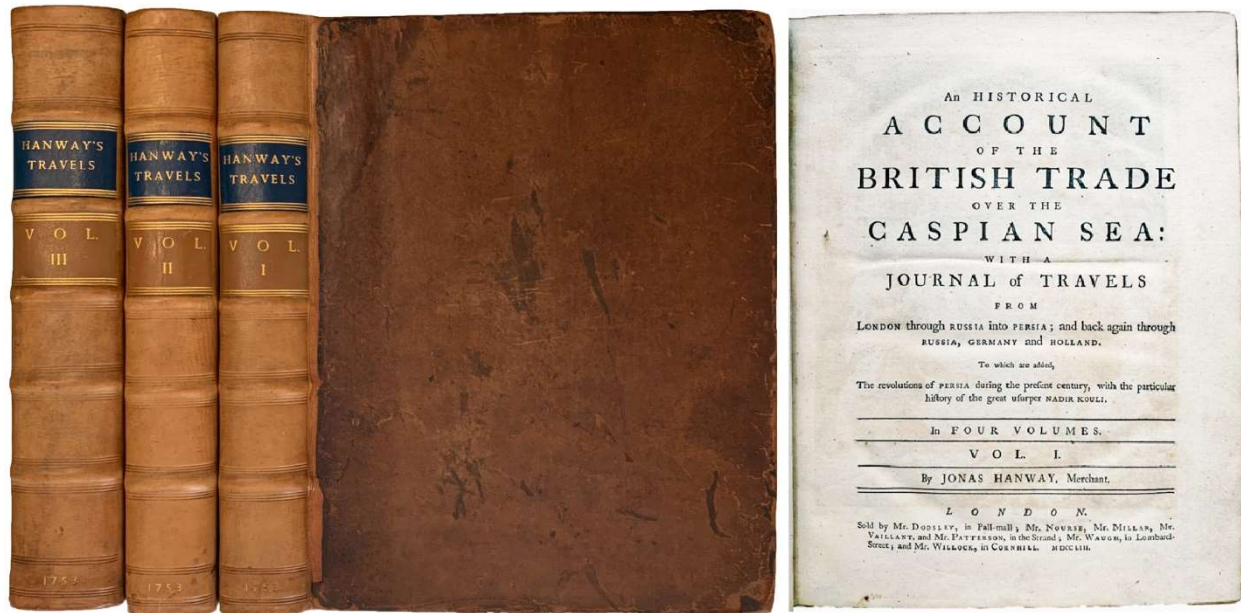 HANWAY'S
TRAVELS
VOL.
III
1753
HANWAY'S
TRAVELS
VOL.
II
1753
HANWAY'S
TRAVELS
VOL.
I
An HISTORICAL
ACCOUNT
OF THE
BRITISH TRADE
OVER THE
CASPIAN SEA:
WITH A
JOURNAL of TRAVELS
FROM
LONDON through RUSSIA into PERSIA; and back again through
RUSSIA, GERMANY and HOLLAND.
To which are added,
The revolutions of PERSIA during the preſent century, with the particular
hiſtory of the great uſurper NADIR KOULI.
In FOUR VOLUMES.
VOL. I.
By JONAS HANWAY, Merchant.
LONDON.
Sold by Mr. DODSLEY, in Pall-mall; Mr. NOURSE, Mr. MILLAR, Mr.
VAILLANT, and Mr. PATTERSON, in the Strand; Mr. WAUGH, in Lombard-
Street; and Mr. WILLOCK, in CORNHILL. MDCCLIII.